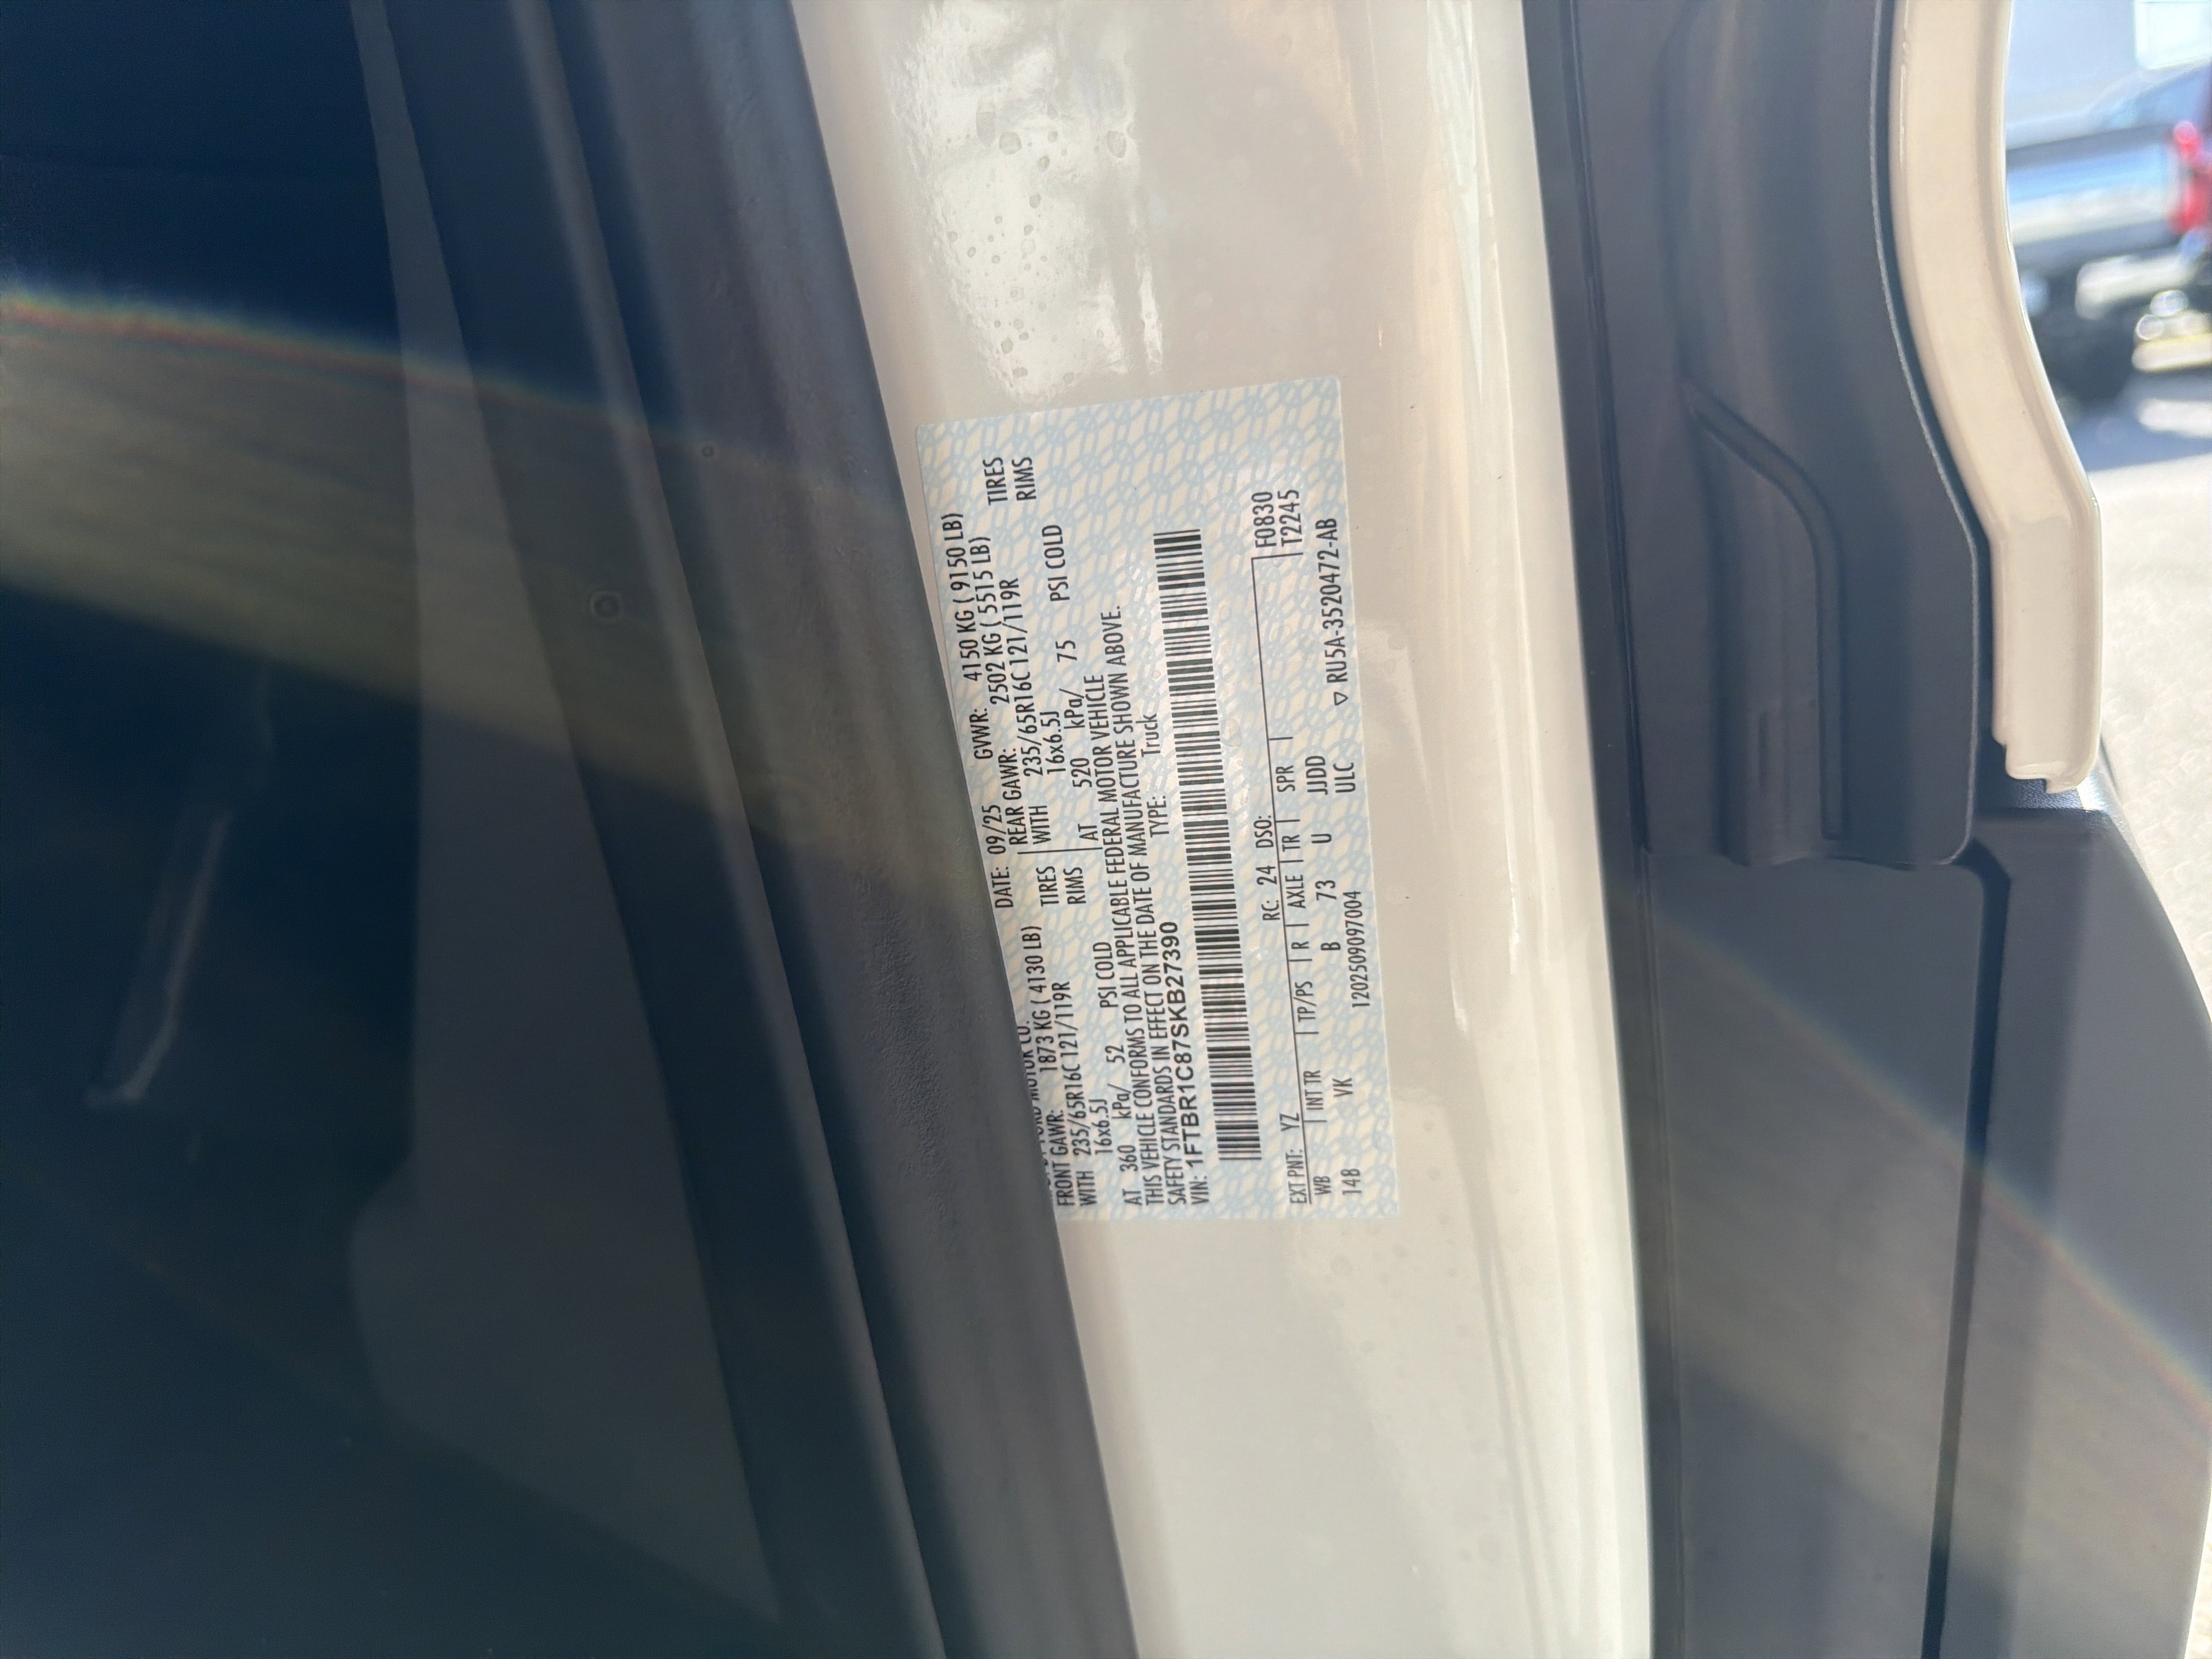 FORD MOTOR CO.
DATE: 09/25 GVWR: 4150 KG ( 9150 LB)
FRONT GAWR: 1873 KG ( 4130 LB) REAR GAWR: 2502 KG ( 5515 LB)
WITH 235/65R16C 121/119R TIRES WITH 235/65R16C 121/119R TIRES
16x6.5J RIMS 16x6.5J RIMS
AT 360 kPa/ 52 PSI COLD AT 520 kPa/ 75 PSI COLD
THIS VEHICLE CONFORMS TO ALL APPLICABLE FEDERAL MOTOR VEHICLE
SAFETY STANDARDS IN EFFECT ON THE DATE OF MANUFACTURE SHOWN ABOVE.
VIN: 1FTBR1C87SKB27390 TYPE: Truck
EXT PNT: YZ RC: 24 DSO: F0830
WB INT TR TP/PS R AXLE TR SPR T2245
148 VK B 73 U JJDD
12025090970​04 ULC ▽ RU5A-3520472-AB